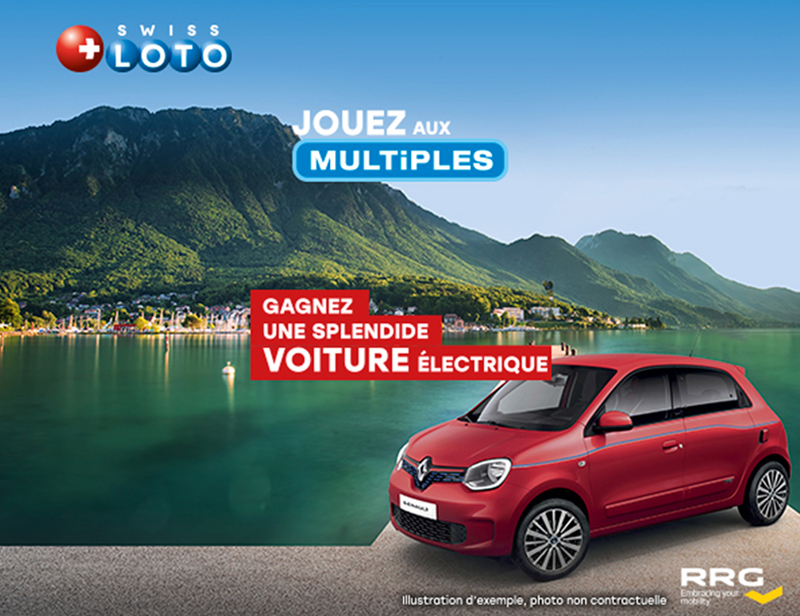 SWISS
LOTO
JOUEZ AUX
MULTiPLES
GAGNEZ
UNE SPLENDIDE
VOITURE ÉLECTRIQUE
RENAULT
RRG
Embracing your
mobility
Illustration d'exemple, photo non contractuelle